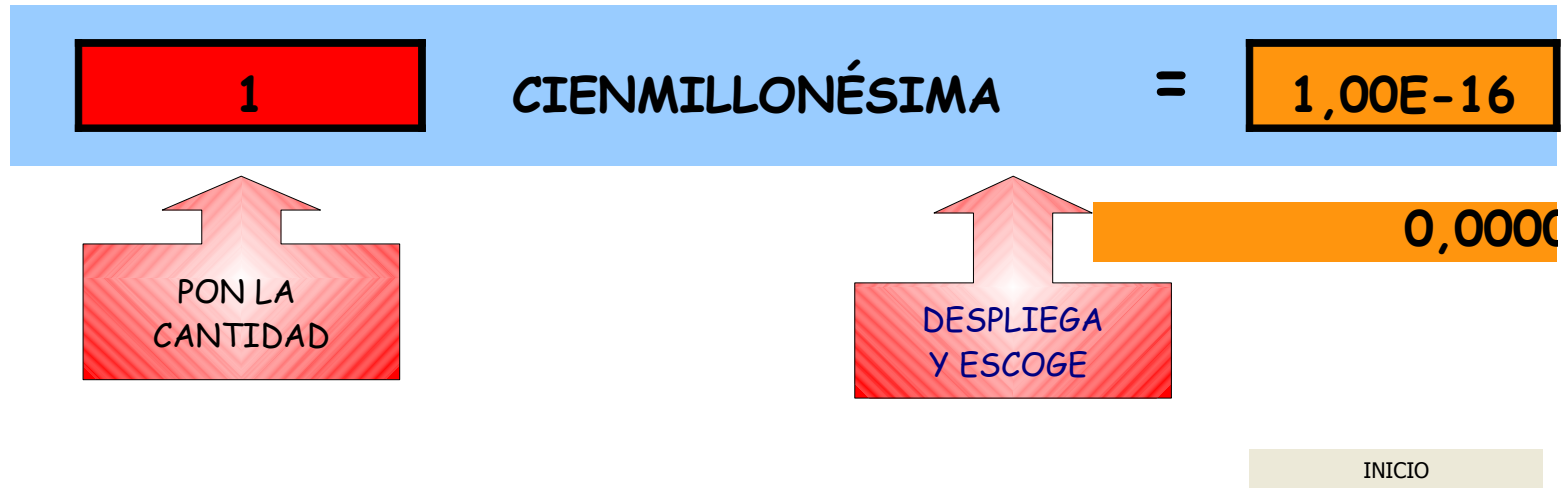 1 CIENMILLONÉSIMA = 1,00E-16
0,0000
PON LA
CANTIDAD
DESPLIEGA
Y ESCOGE
INICIO